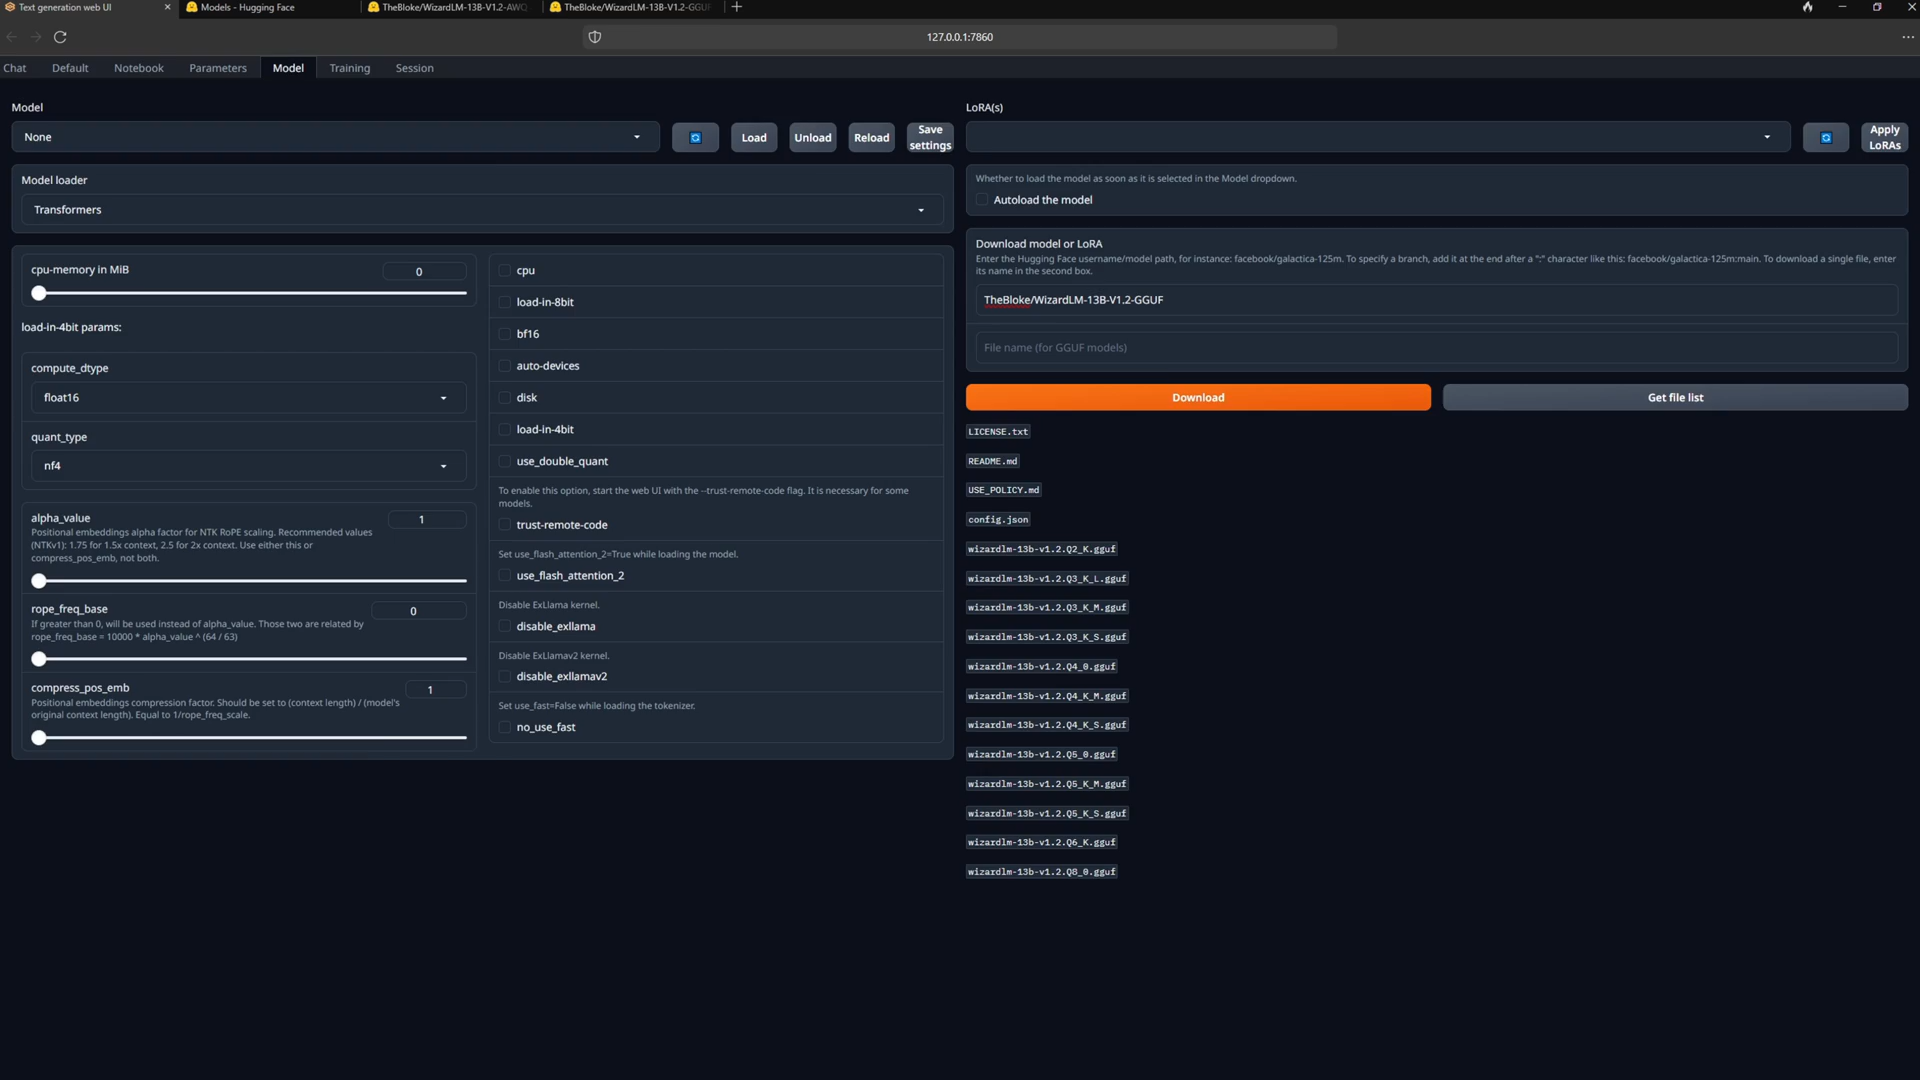 Text generation web UI
Models - Hugging Face
TheBloke/WizardLM-13B-V1.2-AWQ
TheBloke/WizardLM-13B-V1.2-GGUF
127.0.0.1:7860
Chat
Default
Notebook
Parameters
Model
Training
Session
Model
None
Load
Unload
Reload
Save
settings
Model loader
Transformers
cpu-memory in MiB
0
load-in-4bit params:
compute_dtype
float16
quant_type
nf4
alpha_value
1
Positional embeddings alpha factor for NTK RoPE scaling. Recommended values
(NTKv1): 1.75 for 1.5x context, 2.5 for 2x context. Use either this or
compress_pos_emb, not both.
rope_freq_base
0
If greater than 0, will be used instead of alpha_value. Those two are related by
rope_freq_base = 10000 * alpha_value ^ (64 / 63)
compress_pos_emb
1
Positional embeddings compression factor. Should be set to (context length) / (model's
original context length). Equal to 1/rope_freq_scale.
cpu
load-in-8bit
bf16
auto-devices
disk
load-in-4bit
use_double_quant
To enable this option, start the web UI with the --trust-remote-code flag. It is necessary for some
models.
trust-remote-code
Set use_flash_attention_2=True while loading the model.
use_flash_attention_2
Disable ExLlama kernel.
disable_exllama
Disable ExLlamav2 kernel.
disable_exllamav2
Set use_fast=False while loading the tokenizer.
no_use_fast
LoRA(s)
Apply
LoRAs
Whether to load the model as soon as it is selected in the Model dropdown.
Autoload the model
Download model or LoRA
Enter the Hugging Face username/model path, for instance: facebook/galactica-125m. To specify a branch, add it at the end after a ":" character like this: facebook/galactica-125m:main. To download a single file, enter
its name in the second box.
TheBloke/WizardLM-13B-V1.2-GGUF
File name (for GGUF models)
Download
Get file list
LICENSE.txt
README.md
USE_POLICY.md
config.json
wizardlm-13b-v1.2.Q2_K.gguf
wizardlm-13b-v1.2.Q3_K_L.gguf
wizardlm-13b-v1.2.Q3_K_M.gguf
wizardlm-13b-v1.2.Q3_K_S.gguf
wizardlm-13b-v1.2.Q4_0.gguf
wizardlm-13b-v1.2.Q4_K_M.gguf
wizardlm-13b-v1.2.Q4_K_S.gguf
wizardlm-13b-v1.2.Q5_0.gguf
wizardlm-13b-v1.2.Q5_K_M.gguf
wizardlm-13b-v1.2.Q5_K_S.gguf
wizardlm-13b-v1.2.Q6_K.gguf
wizardlm-13b-v1.2.Q8_0.gguf